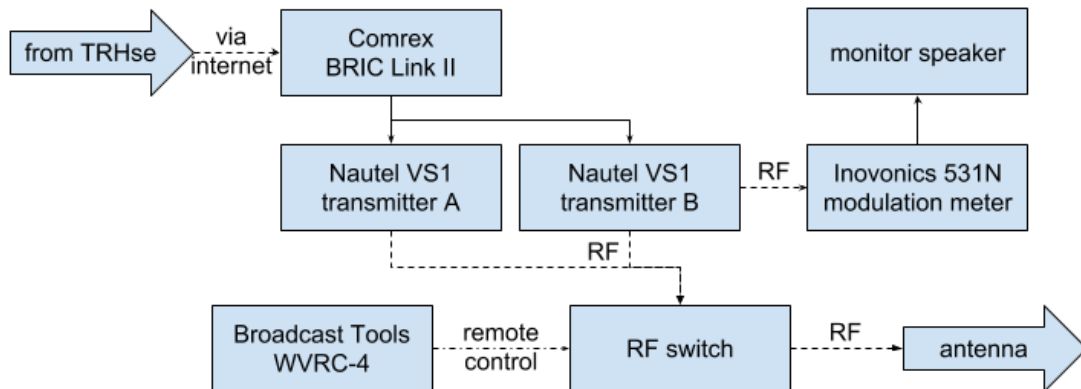 from TRHse
via
internet
Comrex
BRIC Link II
monitor speaker
Nautel VS1
transmitter A
Nautel VS1
transmitter B
RF
Inovonics 531N
modulation meter
RF
Broadcast Tools
WVRC-4
remote
control
RF switch
RF
antenna